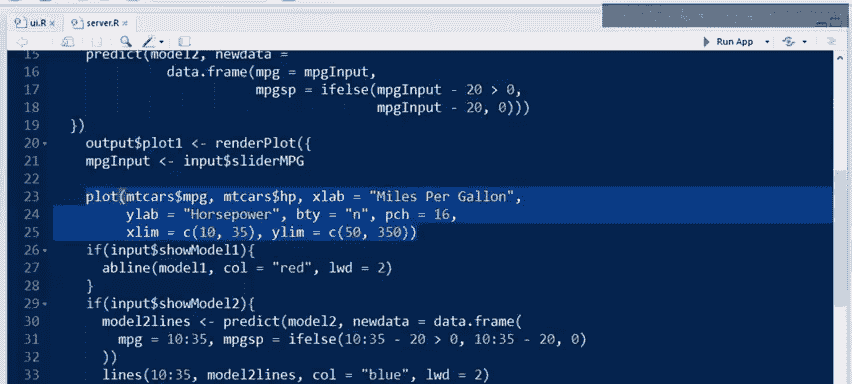 ui.R × server.R ×
Run App
15 predict(model2, newdata =
16 data.frame(mpg = mpgInput,
17 mpgsp = ifelse(mpgInput - 20 > 0,
18 mpgInput - 20, 0)))
19 })
20 output$plot1 <- renderPlot({
21 mpgInput <- input$sliderMPG
22
23 plot(mtcars$mpg, mtcars$hp, xlab = "Miles Per Gallon",
24 ylab = "Horsepower", bty = "n", pch = 16,
25 xlim = c(10, 35), ylim = c(50, 350))
26 if(input$showModel1){
27 abline(model1, col = "red", lwd = 2)
28 }
29 if(input$showModel2){
30 model2lines <- predict(model2, newdata = data.frame(
31 mpg = 10:35, mpgsp = ifelse(10:35 - 20 > 0, 10:35 - 20, 0)
32 ))
33 lines(10:35, model2lines, col = "blue", lwd = 2)